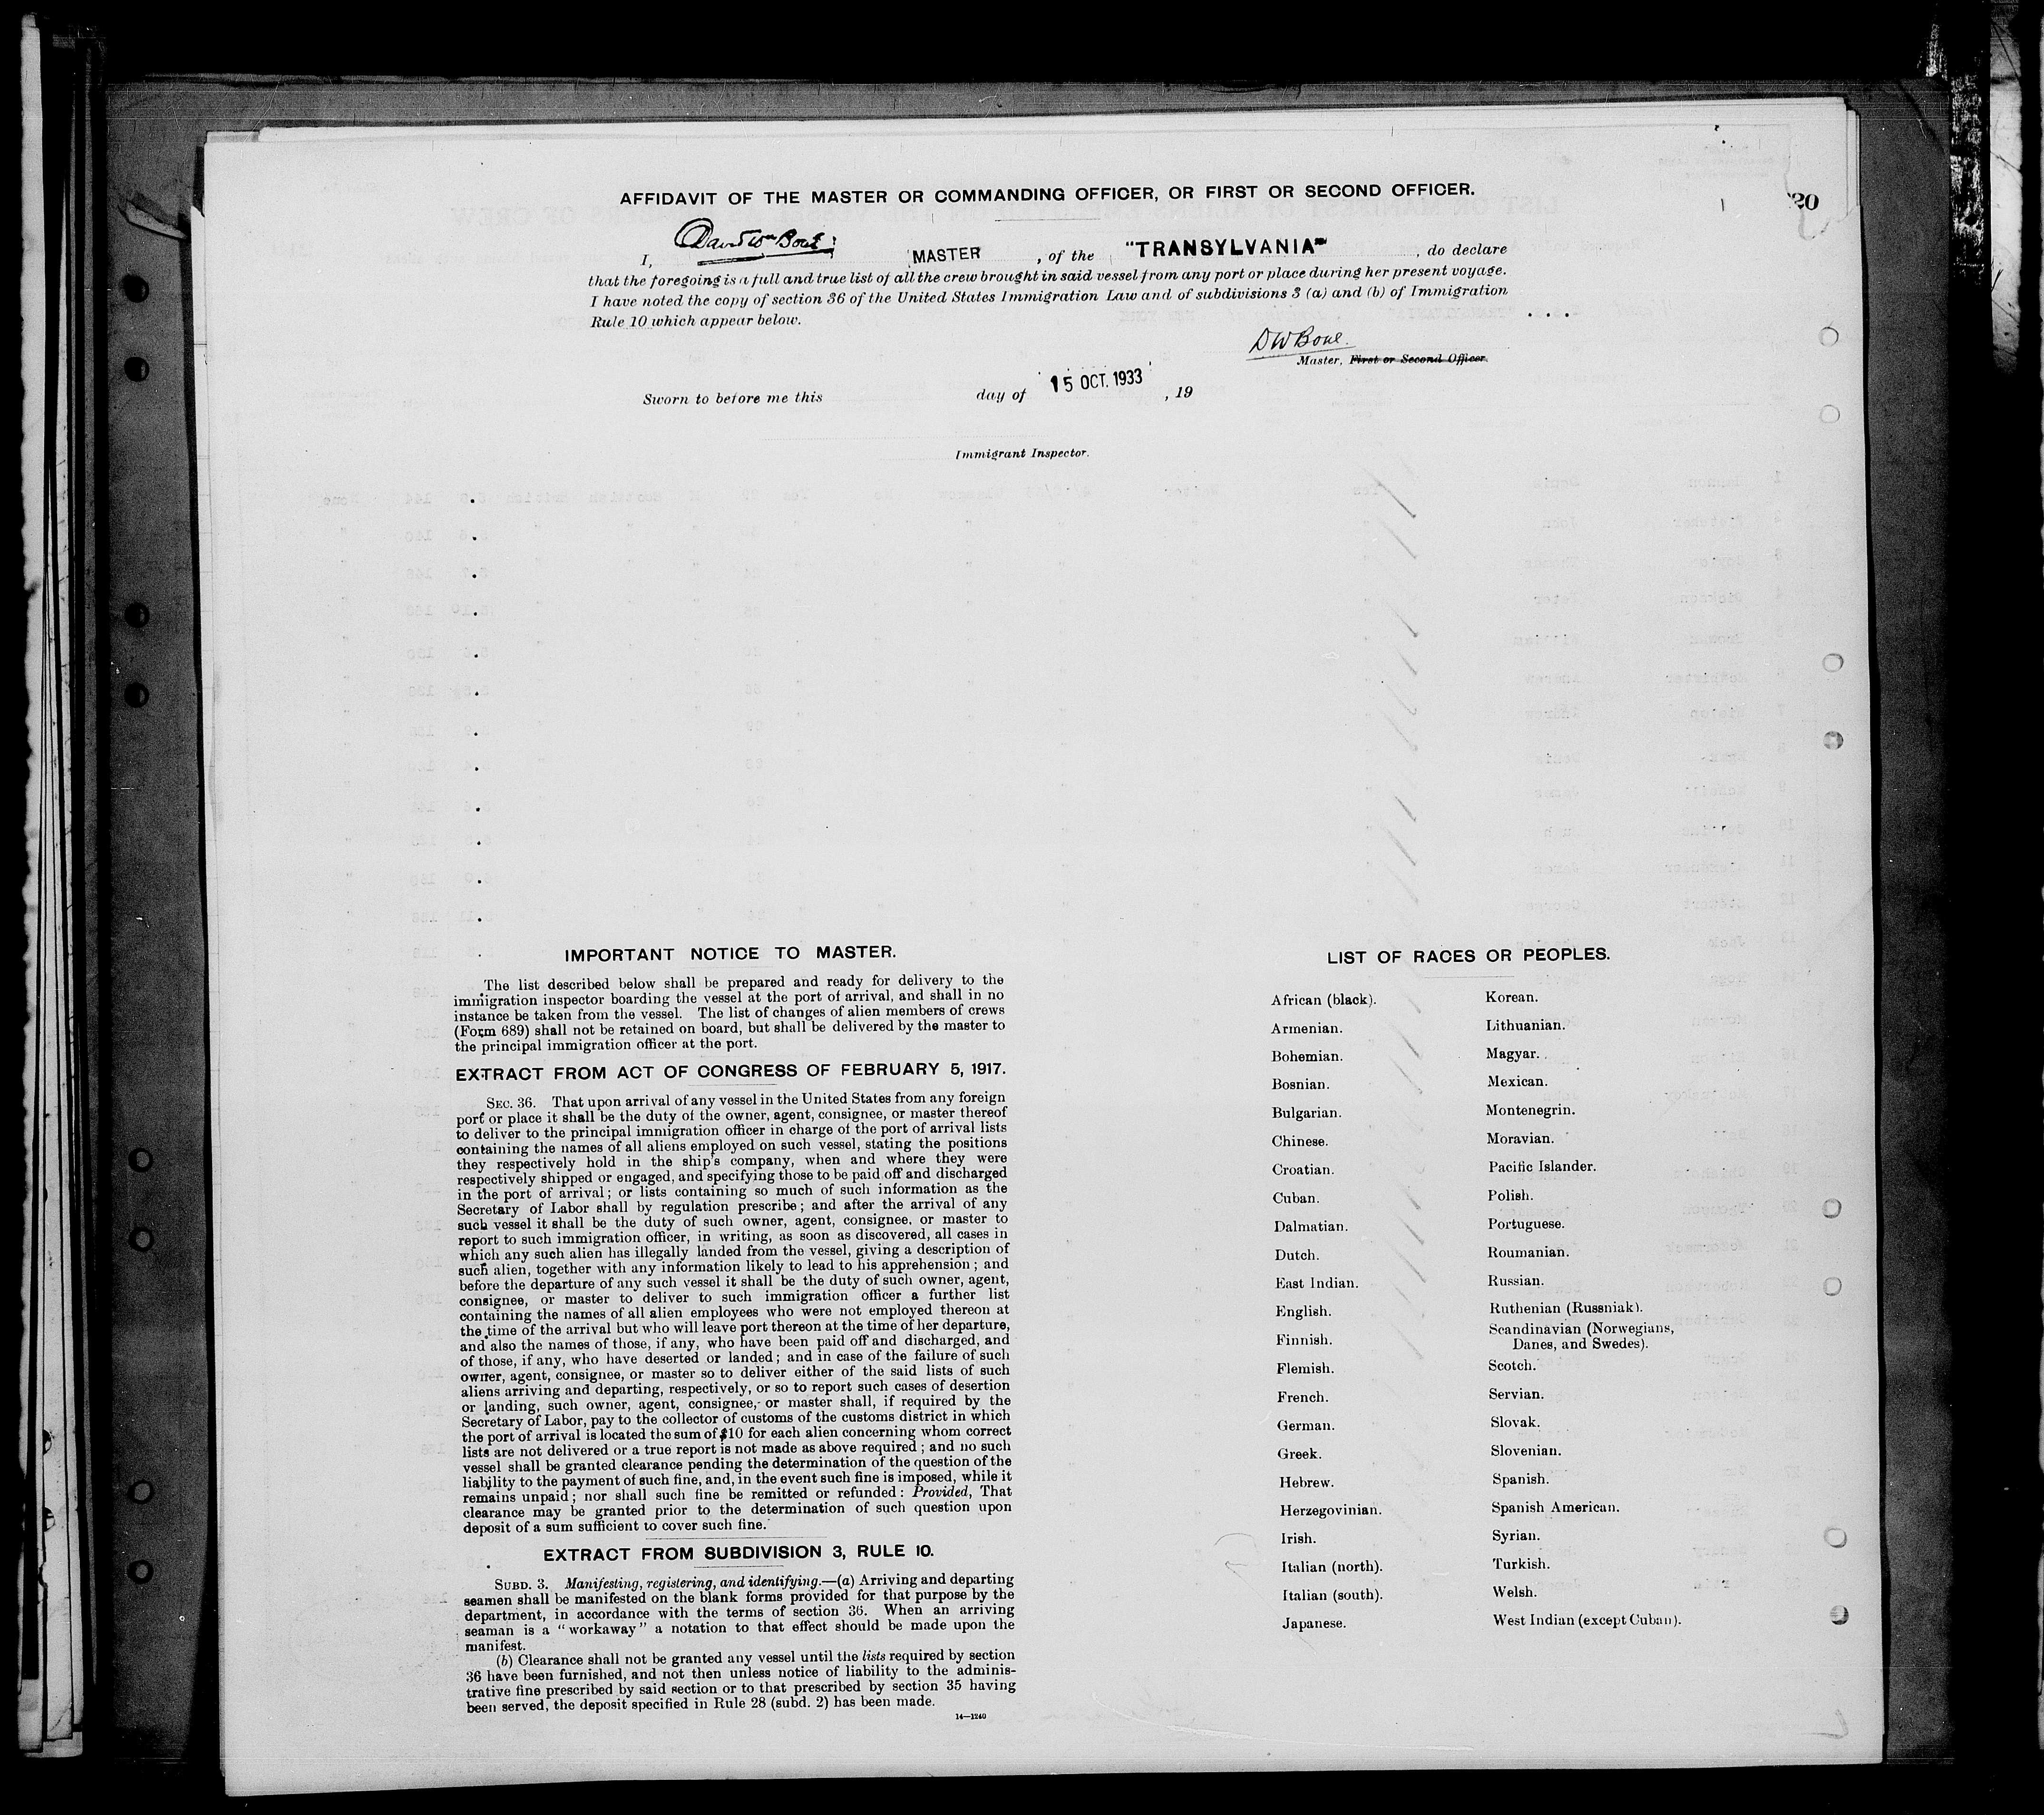 AFFIDAVIT OF THE MASTER OR COMMANDING OFFICER, OR FIRST OR SECOND OFFICER.
20
I, David Wm Bone, MASTER, of the "TRANSYLVANIA", do declare
that the foregoing is a full and true list of all the crew brought in said vessel from any port or place during her present voyage.
I have noted the copy of section 36 of the United States Immigration Law and of subdivisions 3 (a) and (b) of Immigration
Rule 10 which appear below.
DW Bone.
Master, First or Second Officer.
Sworn to before me this day of 15 OCT. 1933, 19
Immigrant Inspector.
IMPORTANT NOTICE TO MASTER.
The list described below shall be prepared and ready for delivery to the
immigration inspector boarding the vessel at the port of arrival, and shall in no
instance be taken from the vessel. The list of changes of alien members of crews
(Form 689) shall not be retained on board, but shall be delivered by the master to
the principal immigration officer at the port.
EXTRACT FROM ACT OF CONGRESS OF FEBRUARY 5, 1917.
SEC. 36. That upon arrival of any vessel in the United States from any foreign
port or place it shall be the duty of the owner, agent, consignee, or master thereof
to deliver to the principal immigration officer in charge of the port of arrival lists
containing the names of all aliens employed on such vessel, stating the positions
they respectively hold in the ship's company, when and where they were
respectively shipped or engaged, and specifying those to be paid off and discharged
in the port of arrival; or lists containing so much of such information as the
Secretary of Labor shall by regulation prescribe; and after the arrival of any
such vessel it shall be the duty of such owner, agent, consignee, or master to
report to such immigration officer, in writing, as soon as discovered, all cases in
which any such alien has illegally landed from the vessel, giving a description of
such alien, together with any information likely to lead to his apprehension; and
before the departure of any such vessel it shall be the duty of such owner, agent,
consignee, or master to deliver to such immigration officer a further list
containing the names of all alien employees who were not employed thereon at
the time of the arrival but who will leave port thereon at the time of her departure,
and also the names of those, if any, who have been paid off and discharged, and
of those, if any, who have deserted or landed; and in case of the failure of such
owner, agent, consignee, or master so to deliver either of the said lists of such
aliens arriving and departing, respectively, or so to report such cases of desertion
or landing, such owner, agent, consignee, or master shall, if required by the
Secretary of Labor, pay to the collector of customs of the customs district in which
the port of arrival is located the sum of $10 for each alien concerning whom correct
lists are not delivered or a true report is not made as above required; and no such
vessel shall be granted clearance pending the determination of the question of the
liability to the payment of such fine, and, in the event such fine is imposed, while it
remains unpaid; nor shall such fine be remitted or refunded: Provided, That
clearance may be granted prior to the determination of such question upon
deposit of a sum sufficient to cover such fine.
EXTRACT FROM SUBDIVISION 3, RULE 10.
SUBD. 3. Manifesting, registering, and identifying.—(a) Arriving and departing
seamen shall be manifested on the blank forms provided for that purpose by the
department, in accordance with the terms of section 36. When an arriving
seaman is a "workaway" a notation to that effect should be made upon the
manifest.
(b) Clearance shall not be granted any vessel until the lists required by section
36 have been furnished, and not then unless notice of liability to the adminis-
trative fine prescribed by said section or to that prescribed by section 35 having
been served, the deposit specified in Rule 28 (subd. 2) has been made.
14—1240
LIST OF RACES OR PEOPLES.
African (black).
Armenian.
Bohemian.
Bosnian.
Bulgarian.
Chinese.
Croatian.
Cuban.
Dalmatian.
Dutch.
East Indian.
English.
Finnish.
Flemish.
French.
German.
Greek.
Hebrew.
Herzegovinian.
Irish.
Italian (north).
Italian (south).
Japanese.
Korean.
Lithuanian.
Magyar.
Mexican.
Montenegrin.
Moravian.
Pacific Islander.
Polish.
Portuguese.
Roumanian.
Russian.
Ruthenian (Russniak).
Scandinavian (Norwegians,
Danes, and Swedes).
Scotch.
Servian.
Slovak.
Slovenian.
Spanish.
Spanish American.
Syrian.
Turkish.
Welsh.
West Indian (except Cuban).